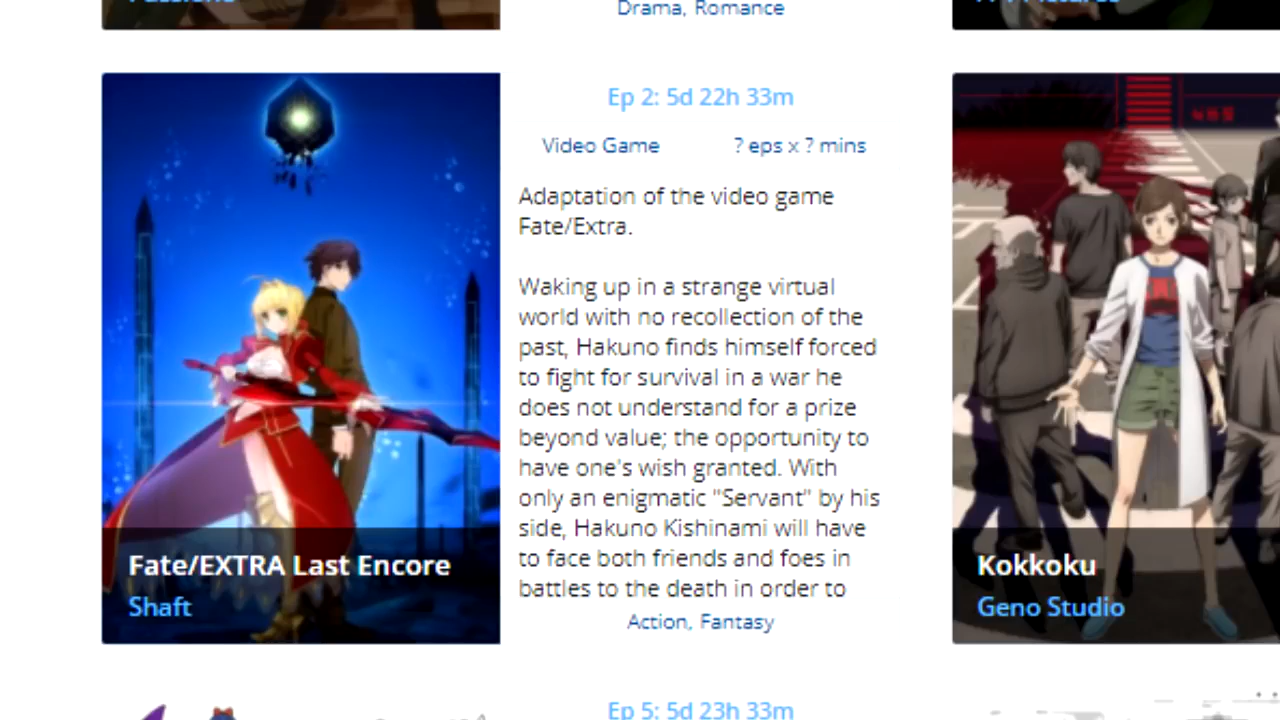 Drama, Romance
Ep 2: 5d 22h 33m
Video Game
? eps x ? mins
Adaptation of the video game
Fate/Extra.
Waking up in a strange virtual
world with no recollection of the
past, Hakuno finds himself forced
to fight for survival in a war he
does not understand for a prize
beyond value; the opportunity to
have one's wish granted. With
only an enigmatic "Servant" by his
side, Hakuno Kishinami will have
to face both friends and foes in
battles to the death in order to
Action, Fantasy
Fate/EXTRA Last Encore
Shaft
Kokkoku
Geno Studio
Ep 5: 5d 23h 33m